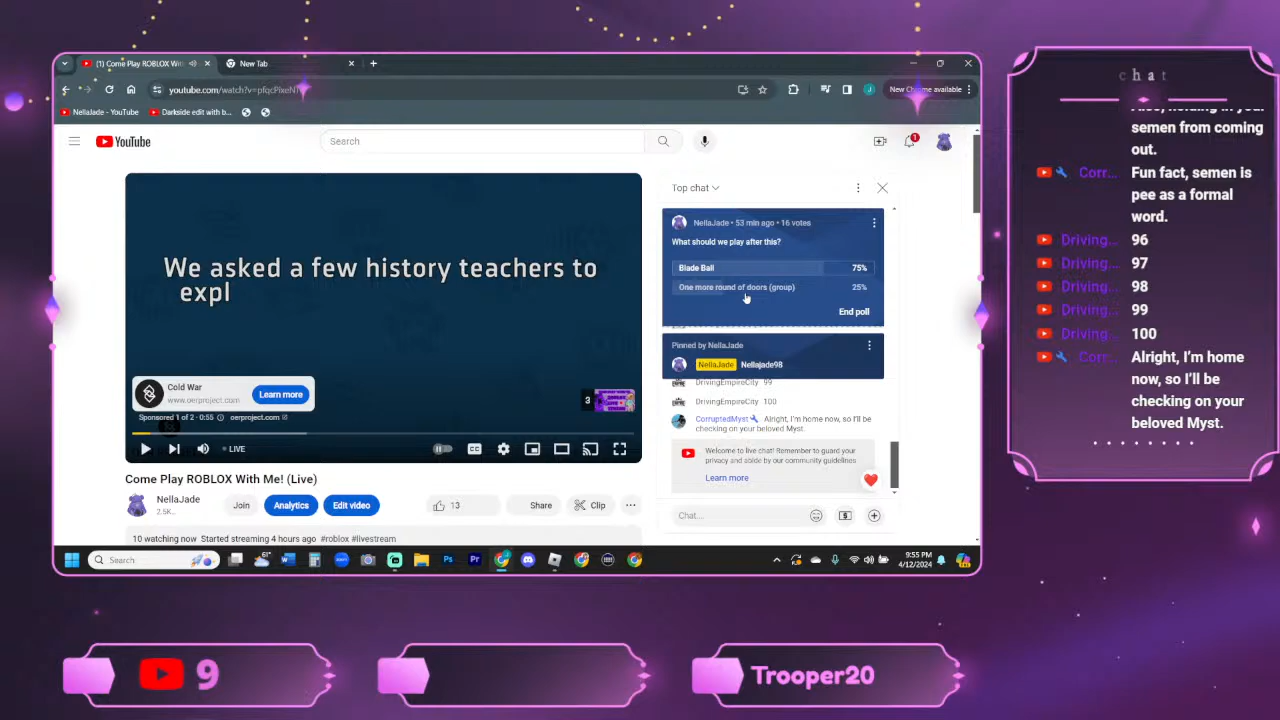 (1) Come Play ROBLOX Wit
New Tab
youtube.com/watch?v=pfqcPixeNT
New Chrome available
NellaJade - YouTube
Darkside edit with b...
YouTube
Search
1
We asked a few history teachers to
expl
Cold War
www.oerproject.com
Learn more
Sponsored 1 of 2 · 0:55
oerproject.com
3
LIVE
Come Play ROBLOX With Me! (Live)
NellaJade
2.5K...
Join
Analytics
Edit video
13
Share
Clip
10 watching now Started streaming 4 hours ago #roblox #livestream
Top chat
NellaJade • 53 min ago • 16 votes
What should we play after this?
Blade Ball 75%
One more round of doors (group) 25%
End poll
Pinned by NellaJade
NellaJade Nellajade98
DrivingEmpireCity 99
DrivingEmpireCity 100
CorruptedMyst Alright, I'm home now, so I'll be
checking on your beloved Myst.
Welcome to live chat! Remember to guard your
privacy and abide by our community guidelines
Learn more
Chat...
Search
61°
9:55 PM
4/12/2024
chat
semen from coming
out.
Corr... Fun fact, semen is
pee as a formal
word.
Driving... 96
Driving... 97
Driving... 98
Driving... 99
Driving... 100
Corr... Alright, I'm home
now, so I'll be
checking on your
beloved Myst.
9
Trooper20